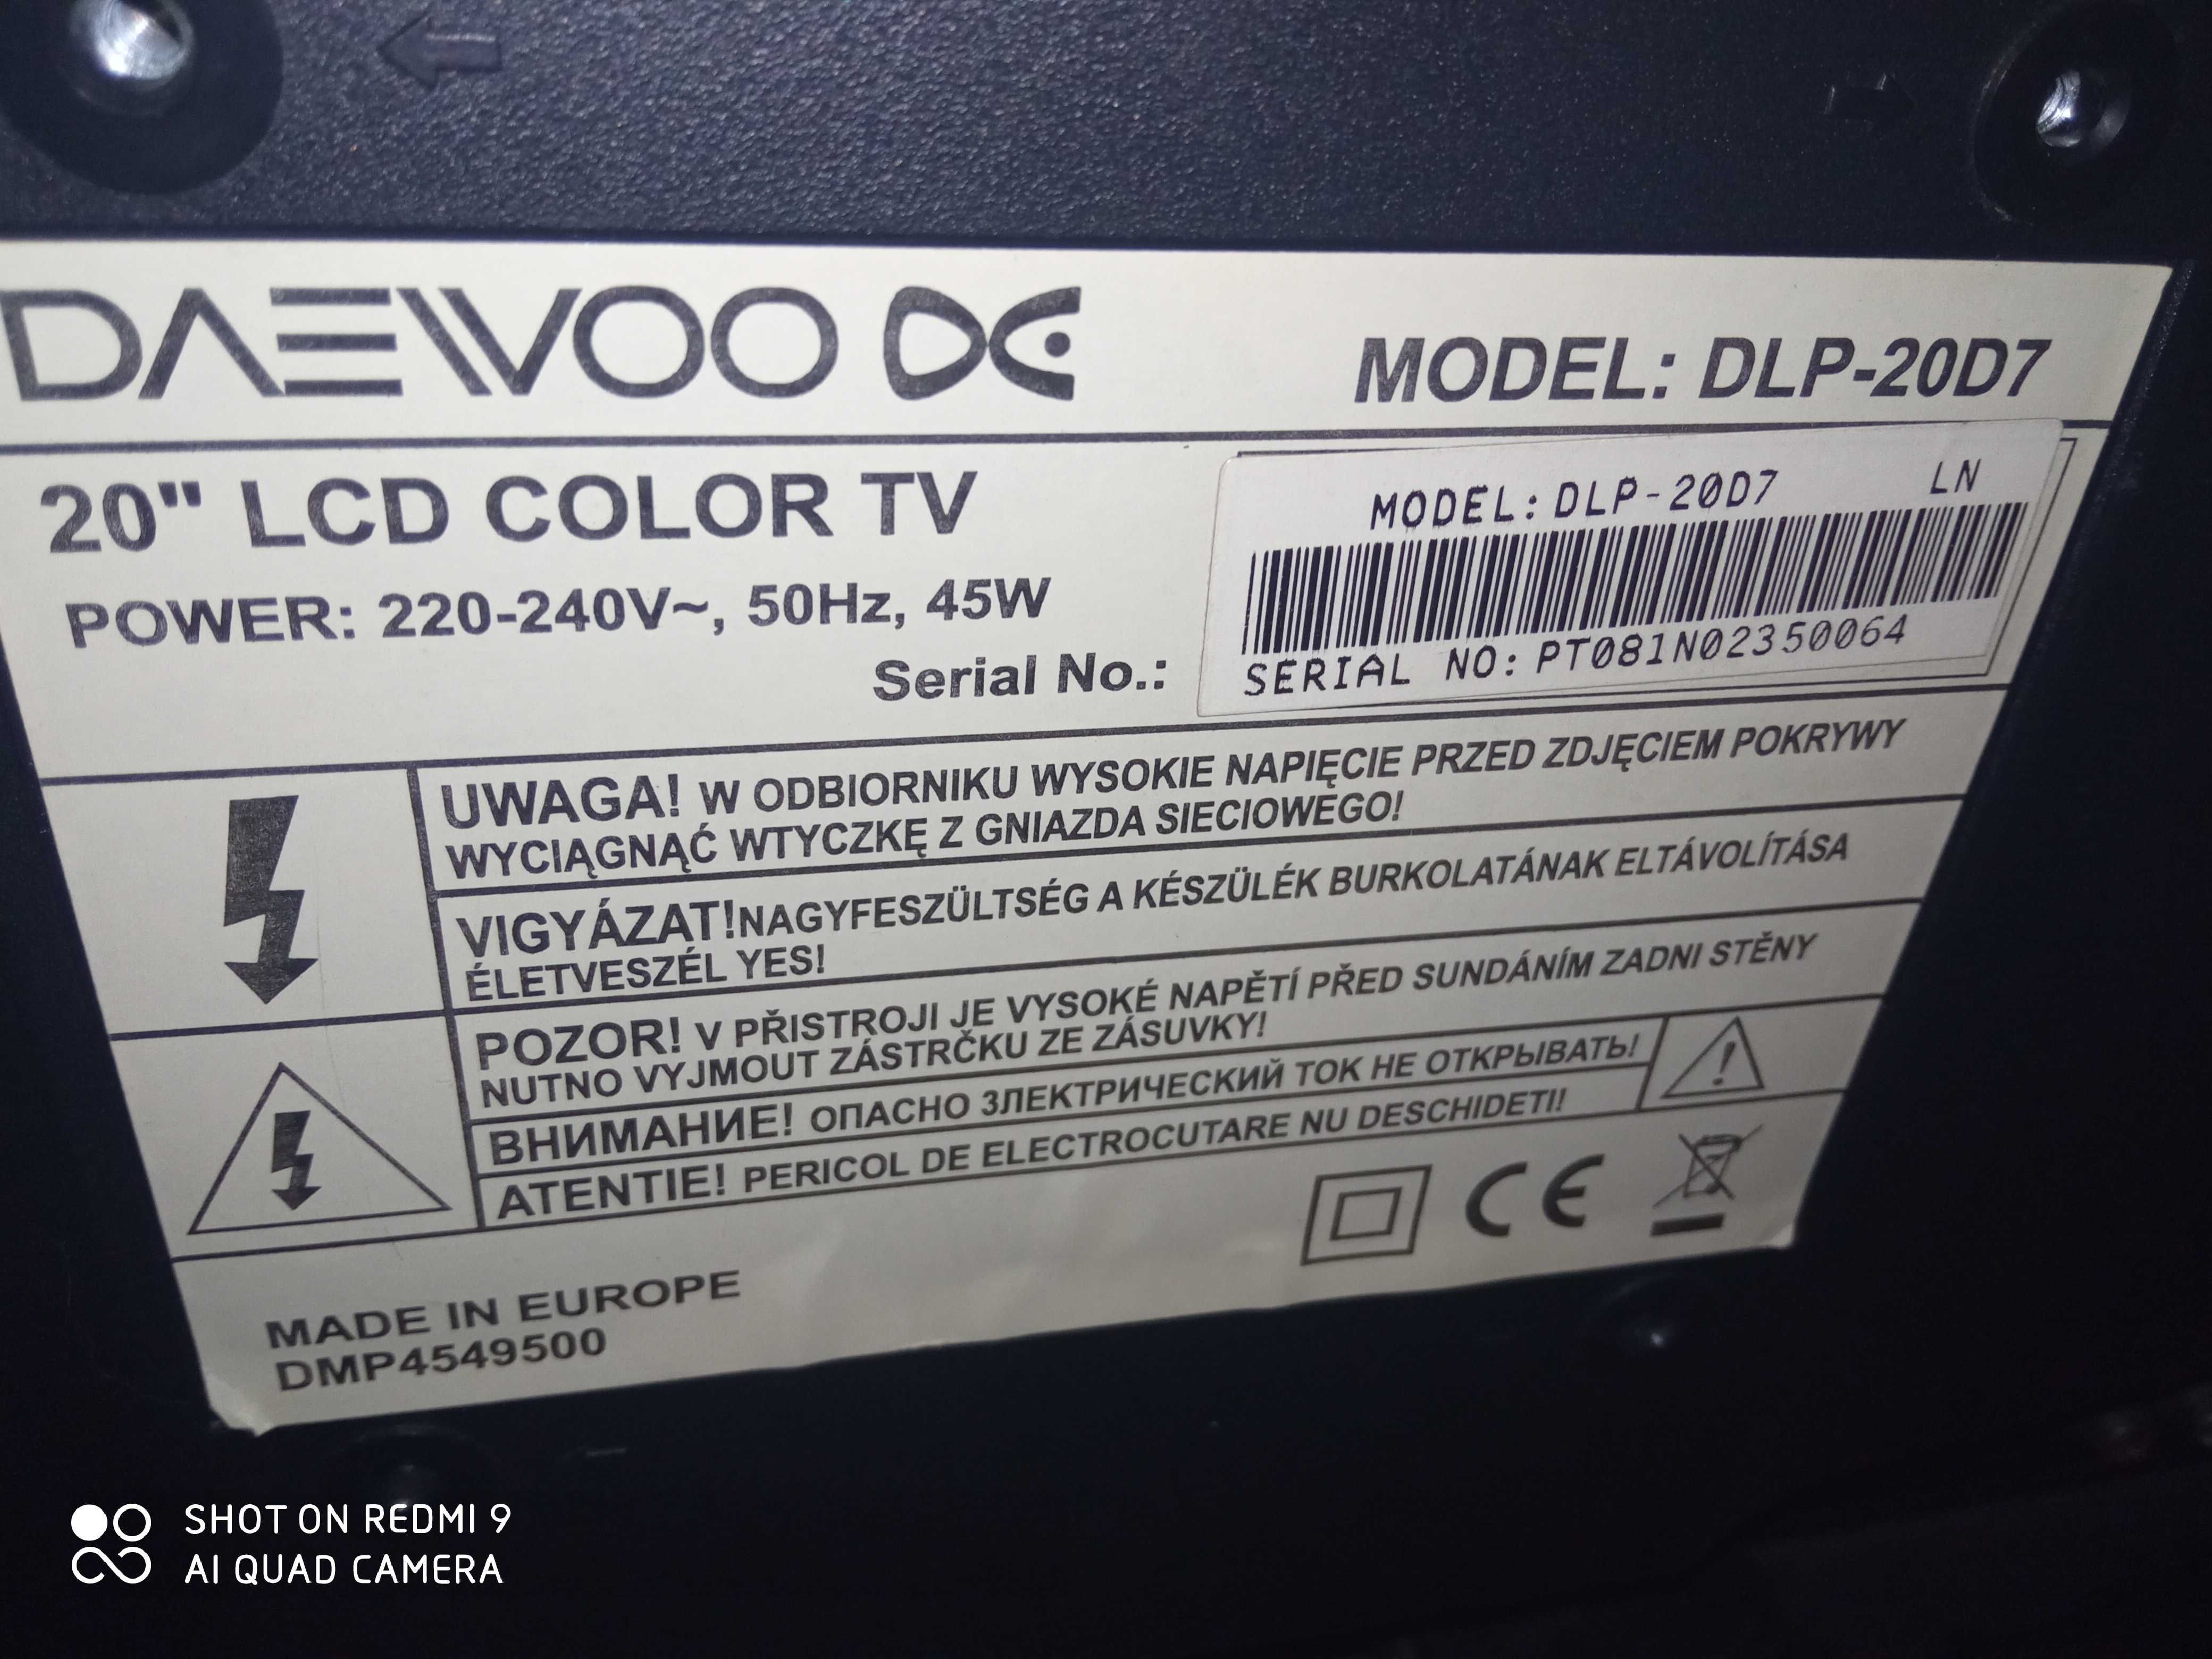 DAEWOO
MODEL: DLP-20D7
20" LCD COLOR TV
POWER: 220-240V~, 50Hz, 45W
Serial No.:
MODEL:DLP-20D7 LN
SERIAL NO:PT081N02350064
UWAGA! W ODBIORNIKU WYSOKIE NAPIĘCIE PRZED ZDJĘCIEM POKRYWY
WYCIĄGNĄĆ WTYCZKĘ Z GNIAZDA SIECIOWEGO!
VIGYÁZAT!NAGYFESZÜLTSÉG A KÉSZÜLÉK BURKOLATÁNAK ELTÁVOLÍTÁSA
ÉLETVESZÉL YES!
POZOR! V PŘISTROJI JE VYSOKÉ NAPĚTÍ PŘED SUNDÁNÍM ZADNI STĚNY
NUTNO VYJMOUT ZÁSTRČKU ZE ZÁSUVKY!
ВНИМАНИЕ! ОПАСНО ЗЛЕКТРИЧЕСКИЙ ТОК НЕ ОТКРЫВАТЬ!
ATENTIE! PERICOL DE ELECTROCUTARE NU DESCHIDETI!
CE
MADE IN EUROPE
DMP4549500
SHOT ON REDMI 9
AI QUAD CAMERA